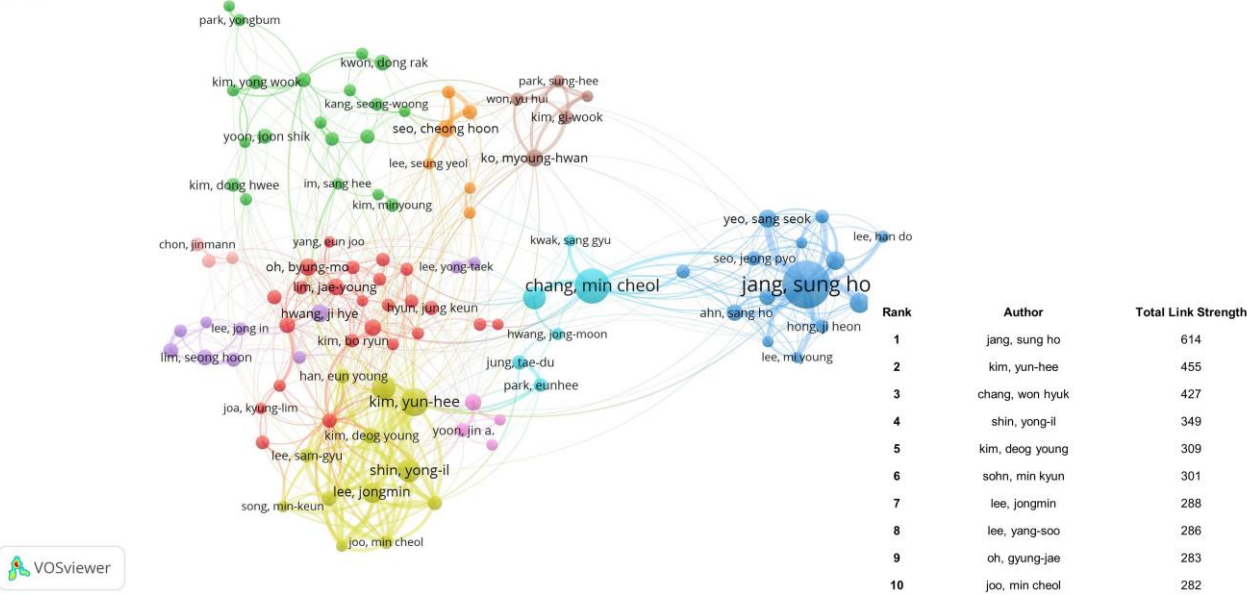 park, yongbum
kwon, dong rak
kim, yong wook
park, sung-hee
won, yu hui
kang, seong-woong
kim, gi-wook
seo, cheong hoon
yoon, joon shik
lee, seung yeol
ko, myoung-hwan
kim, dong hwee
im, sang hee
kim, minyoung
yeo, sang seok
lee, han do
chon, jinmann
yang, eun joo
kwak, sang gyu
oh, byung-mo
lee, yong-taek
seo, jeong pyo
lim, jae-young
chang, min cheol
jang, sung ho
hwang, ji hye
hyun, jung keun
ahn, sang ho
lee, jong in
hong, ji heon
kim, bo ryun
hwang, jong-moon
lim, seong hoon
lee, mi young
jung, tae-du
han, eun young
park, eunhee
joa, kyung-lim
kim, yun-hee
kim, deog young
yoon, jin a.
lee, sam-gyu
shin, yong-il
lee, jongmin
song, min-keun
joo, min cheol
VOSviewer
Rank Author Total Link Strength
1 jang, sung ho 614
2 kim, yun-hee 455
3 chang, won hyuk 427
4 shin, yong-il 349
5 kim, deog young 309
6 sohn, min kyun 301
7 lee, jongmin 288
8 lee, yang-soo 286
9 oh, gyung-jae 283
10 joo, min cheol 282